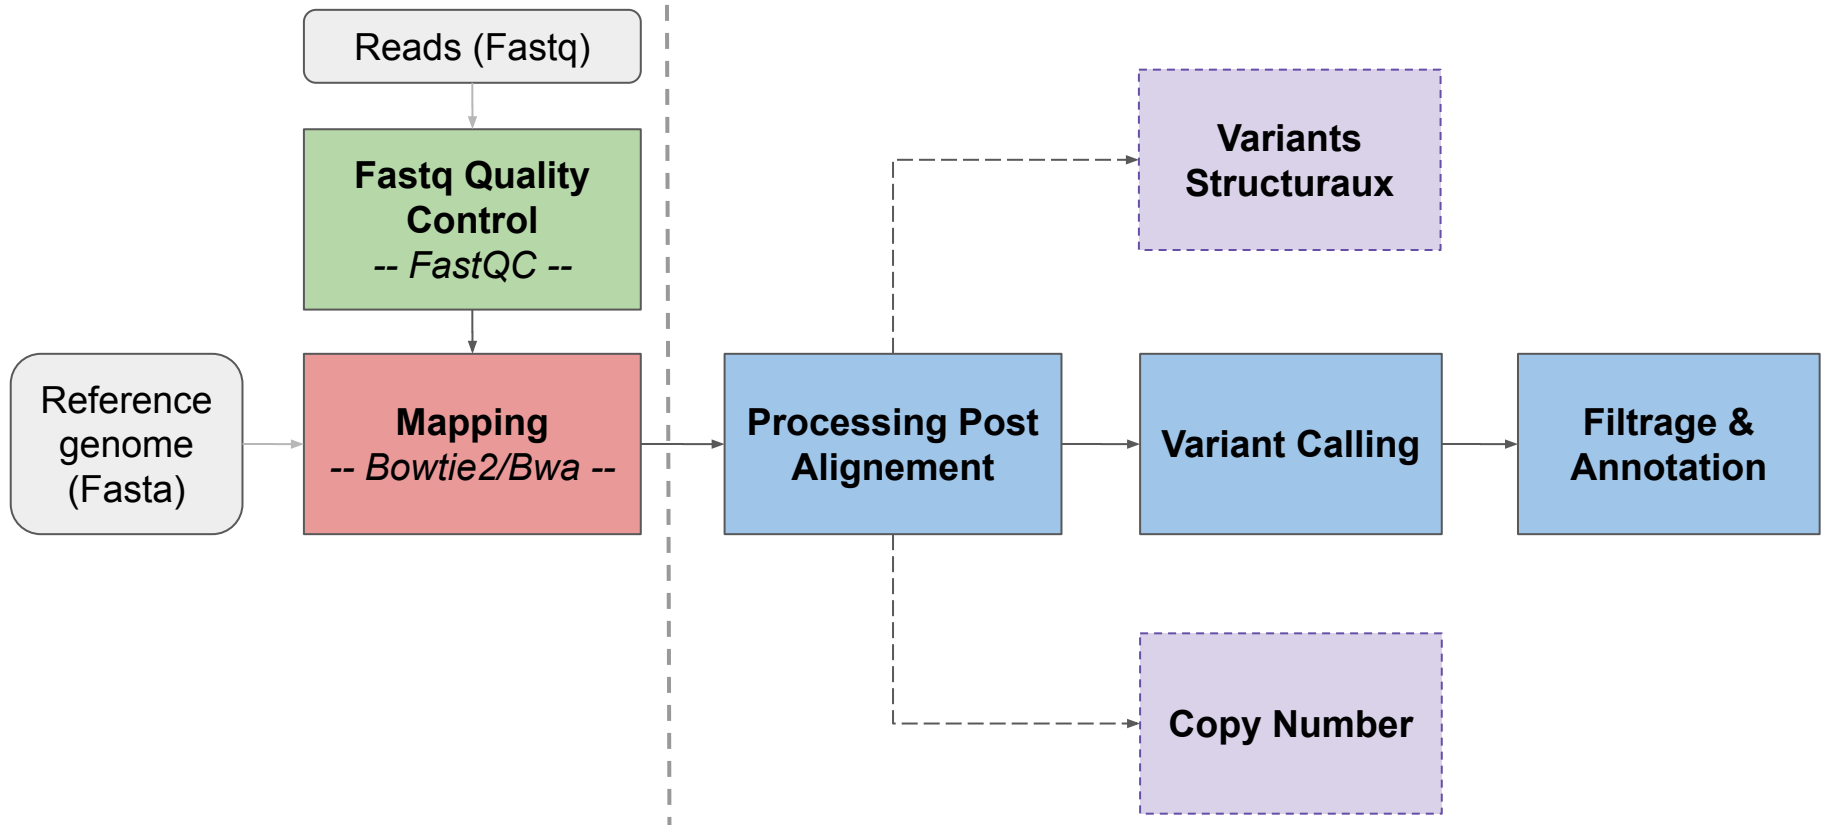 Reads (Fastq)
Fastq Quality
Control
-- FastQC --
Reference
genome
(Fasta)
Mapping
-- Bowtie2/Bwa --
Processing Post
Alignement
Variants
Structuraux
Variant Calling
Filtrage &
Annotation
Copy Number